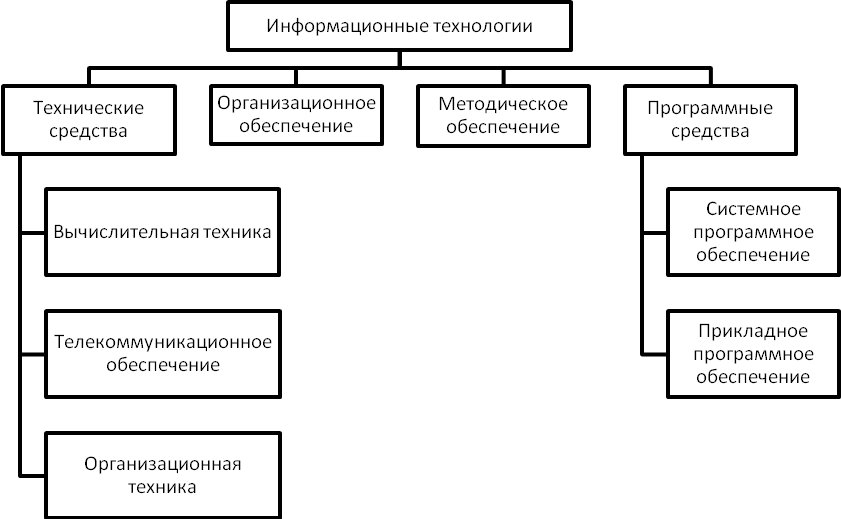 Информационные технологии
Технические
средства
Организационное
обеспечение
Методическое
обеспечение
Программные
средства
Вычислительная техника
Телекоммуникационное
обеспечение
Организационная
техника
Системное
программное
обеспечение
Прикладное
программное
обеспечение